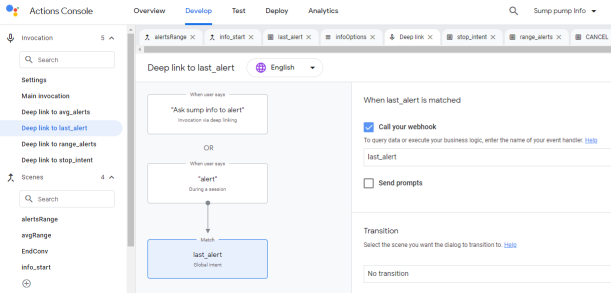 Actions Console
Overview
Develop
Test
Deploy
Analytics
Sump pump Info
Invocation
5
Search
Settings
Main invocation
Deep link to avg_alerts
Deep link to last_alert
Deep link to range_alerts
Deep link to stop_intent
Scenes
4
Search
alertsRange
avgRange
EndConv
info_start
alertsRange
info_start
last_alert
infoOptions
Deep link
stop_intent
range_alerts
CANCEL
Deep link to last_alert
English
When user says
"Ask sump info to alert"
Invocation via deep linking
OR
When user says
"alert"
During a session
Match
last_alert
Global intent
When last_alert is matched
Call your webhook
To query data or execute your business logic, enter the name of your event handler. Help
last_alert
Send prompts
Transition
Select the scene you want the dialog to transition to. Help
No transition